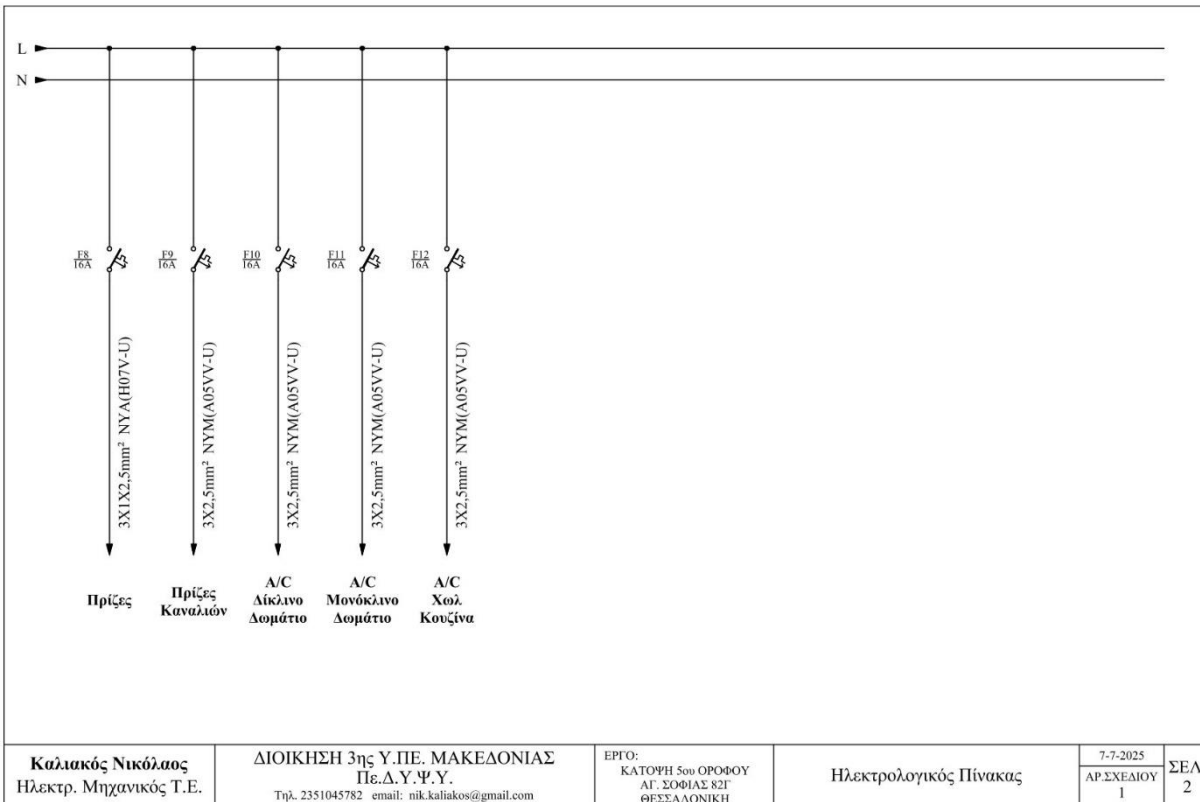 L
N
F8
16A
F9
16A
F10
16A
F11
16A
F12
16A
3X1X2,5mm² NYA(H07V-U)
3X2,5mm² NYM(A05VV-U)
3X2,5mm² NYM(A05VV-U)
3X2,5mm² NYM(A05VV-U)
3X2,5mm² NYM(A05VV-U)
Πρίζες
Πρίζες
Καναλιών
A/C
Δίκλινο
Δωμάτιο
A/C
Μονόκλινο
Δωμάτιο
A/C
Χωλ
Κουζίνα
Καλιακός Νικόλαος
Ηλεκτρ. Μηχανικός Τ.Ε.
ΔΙΟΙΚΗΣΗ 3ης Υ.ΠΕ. ΜΑΚΕΔΟΝΙΑΣ
Πε.Δ.Υ.Ψ.Υ.
Τηλ. 2351045782 email: nik.kaliakos@gmail.com
ΕΡΓΟ:
ΚΑΤΟΨΗ 5ου ΟΡΟΦΟΥ
ΑΓ. ΣΟΦΙΑΣ 82Γ
ΘΕΣΣΑΛΟΝΙΚΗ
Ηλεκτρολογικός Πίνακας
7-7-2025
ΑΡ.ΣΧΕΔΙΟΥ
1
ΣΕΛ
2